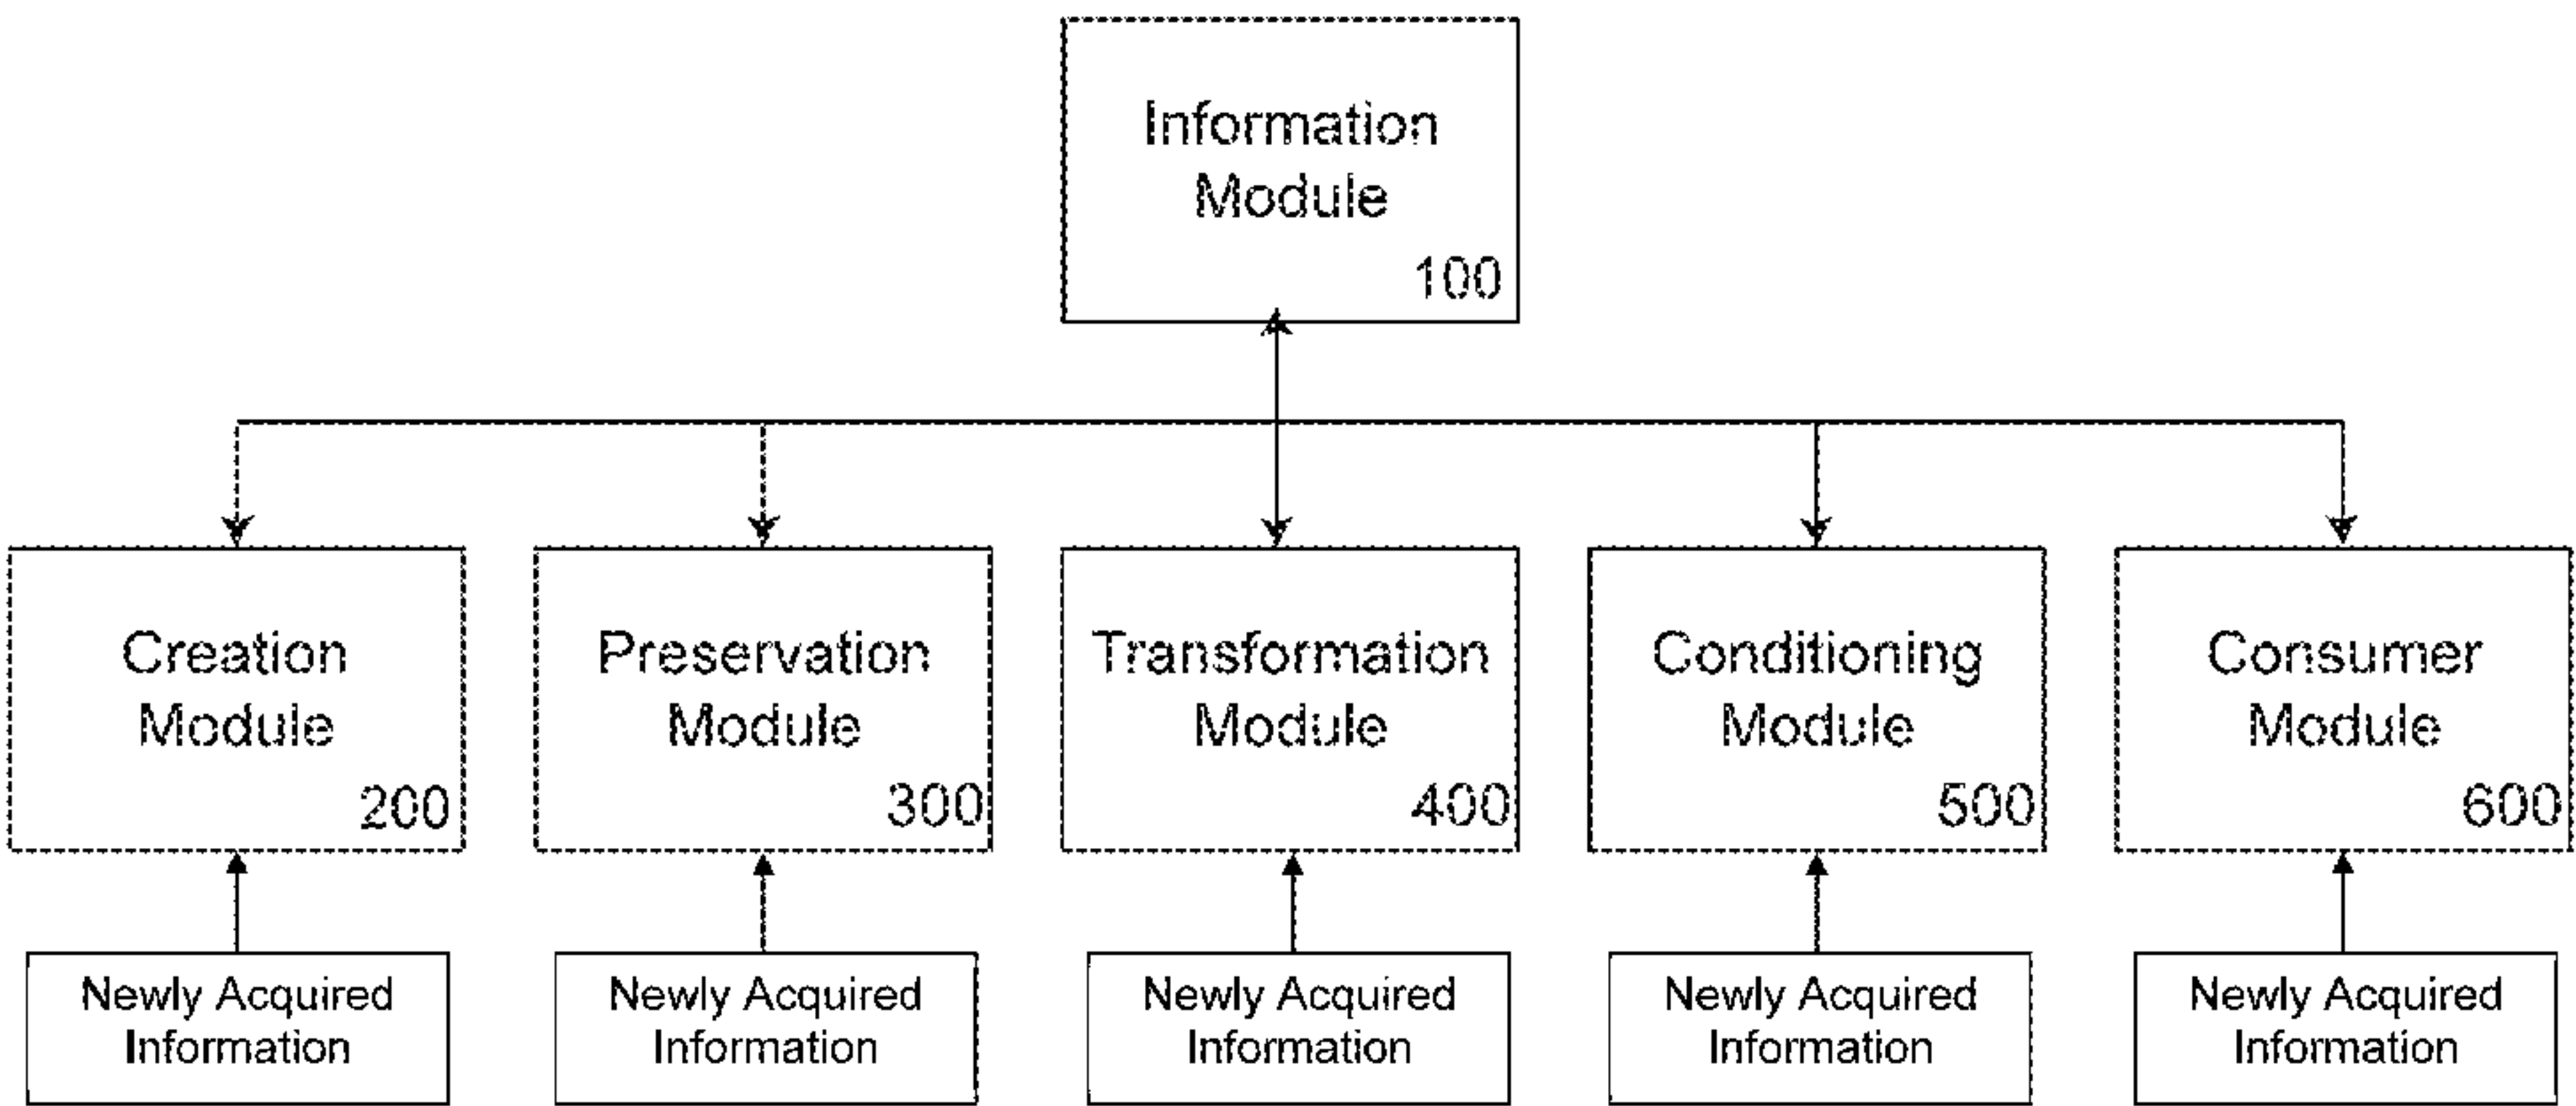 Information
Module
100
Creation
Module
200
Preservation
Module
300
Transformation
Module
400
Conditioning
Module
500
Consumer
Module
600
Newly Acquired
Information
Newly Acquired
Information
Newly Acquired
Information
Newly Acquired
Information
Newly Acquired
Information